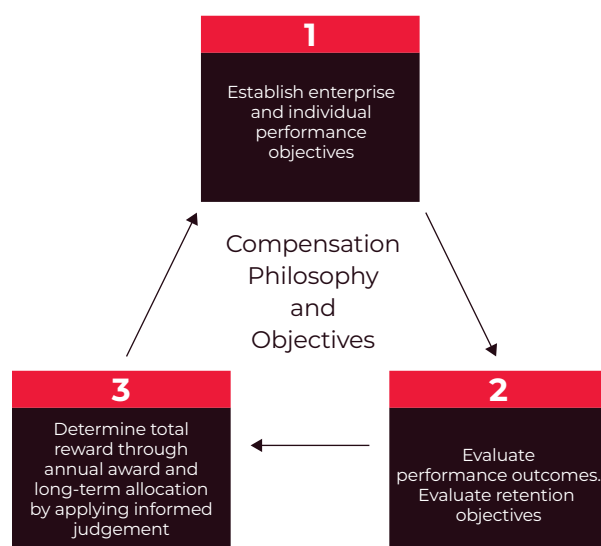 1
Establish enterprise
and individual
performance
objectives
Compensation
Philosophy
and
Objectives
3
Determine total
reward through
annual award and
long-term allocation
by applying informed
judgement
2
Evaluate
performance outcomes.
Evaluate retention
objectives